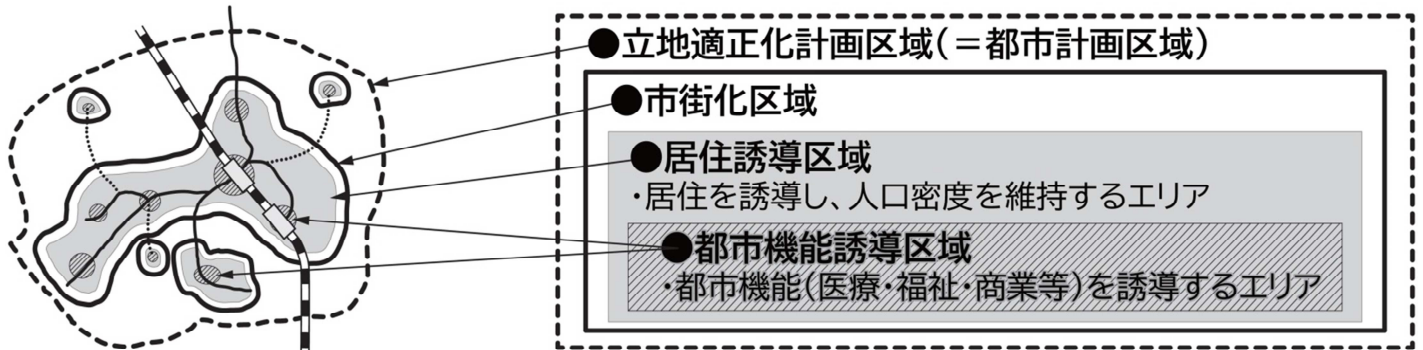 ●立地適正化計画区域(＝都市計画区域)
●市街化区域
●居住誘導区域
・居住を誘導し、人口密度を維持するエリア
●都市機能誘導区域
・都市機能(医療・福祉・商業等)を誘導するエリア